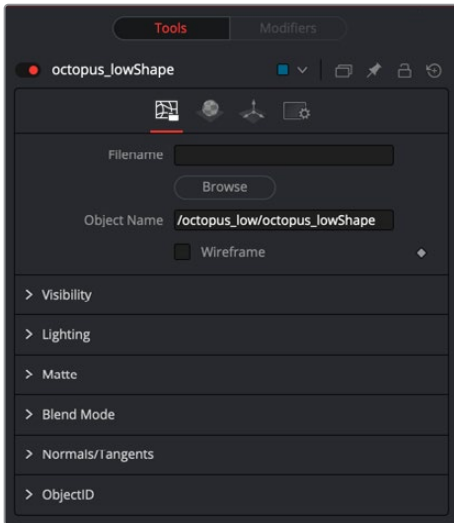 Tools Modifiers
octopus_lowShape
Filename
Browse
Object Name /octopus_low/octopus_lowShape
Wireframe
Visibility
Lighting
Matte
Blend Mode
Normals/Tangents
ObjectID